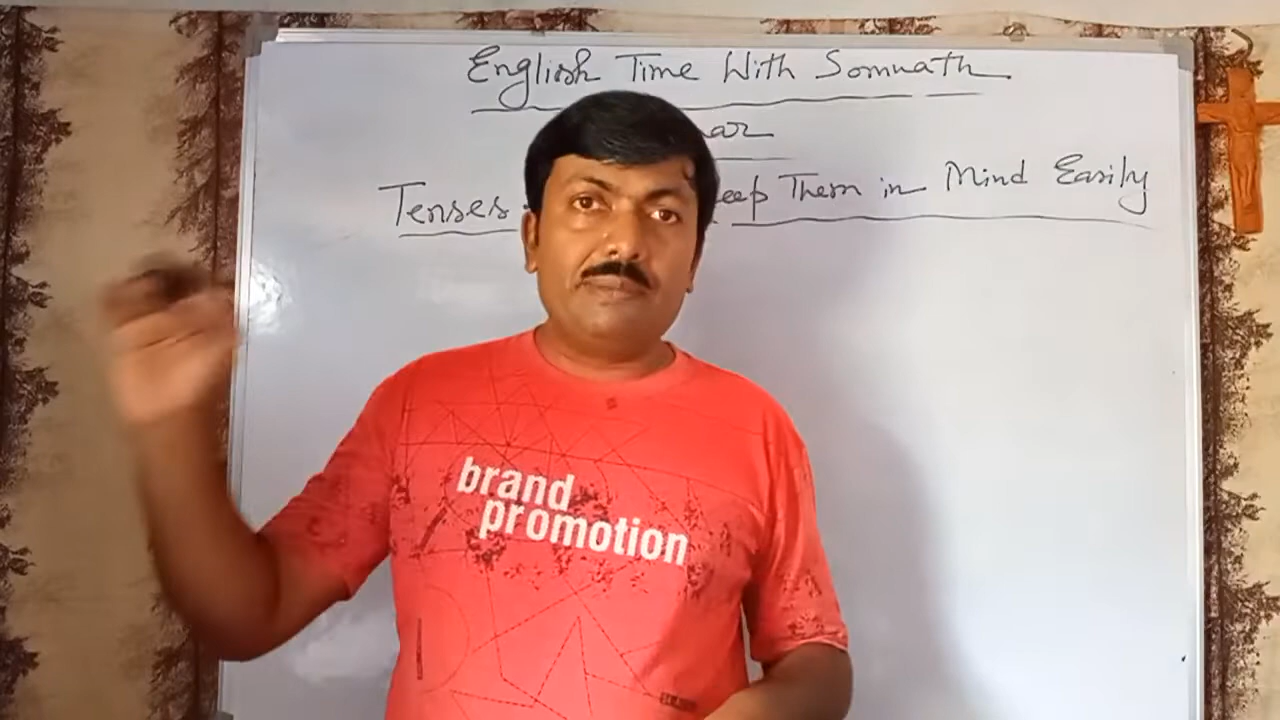 English Time With Somnath
Tenses Them in Mind Easily
brand
promotion